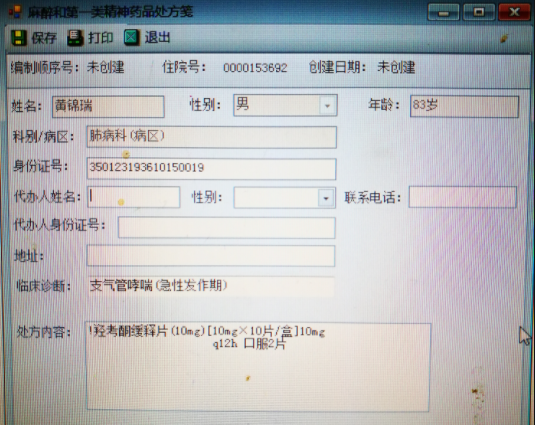 麻醉和第一类精神药品处方笺
保存 打印 退出
编制顺序号: 未创建 住院号: 0000153692 创建日期: 未创建
姓名: 黄锦瑞 性别: 男 年龄: 83岁
科别/病区: 肺病科(病区)
身份证号: 350123193610150019
代办人姓名: 性别: 联系电话:
代办人身份证号:
地址:
临床诊断: 支气管哮喘(急性发作期)
处方内容: !羟考酮缓释片(10mg)[10mg×10片/盒]10mg
q12h 口服2片